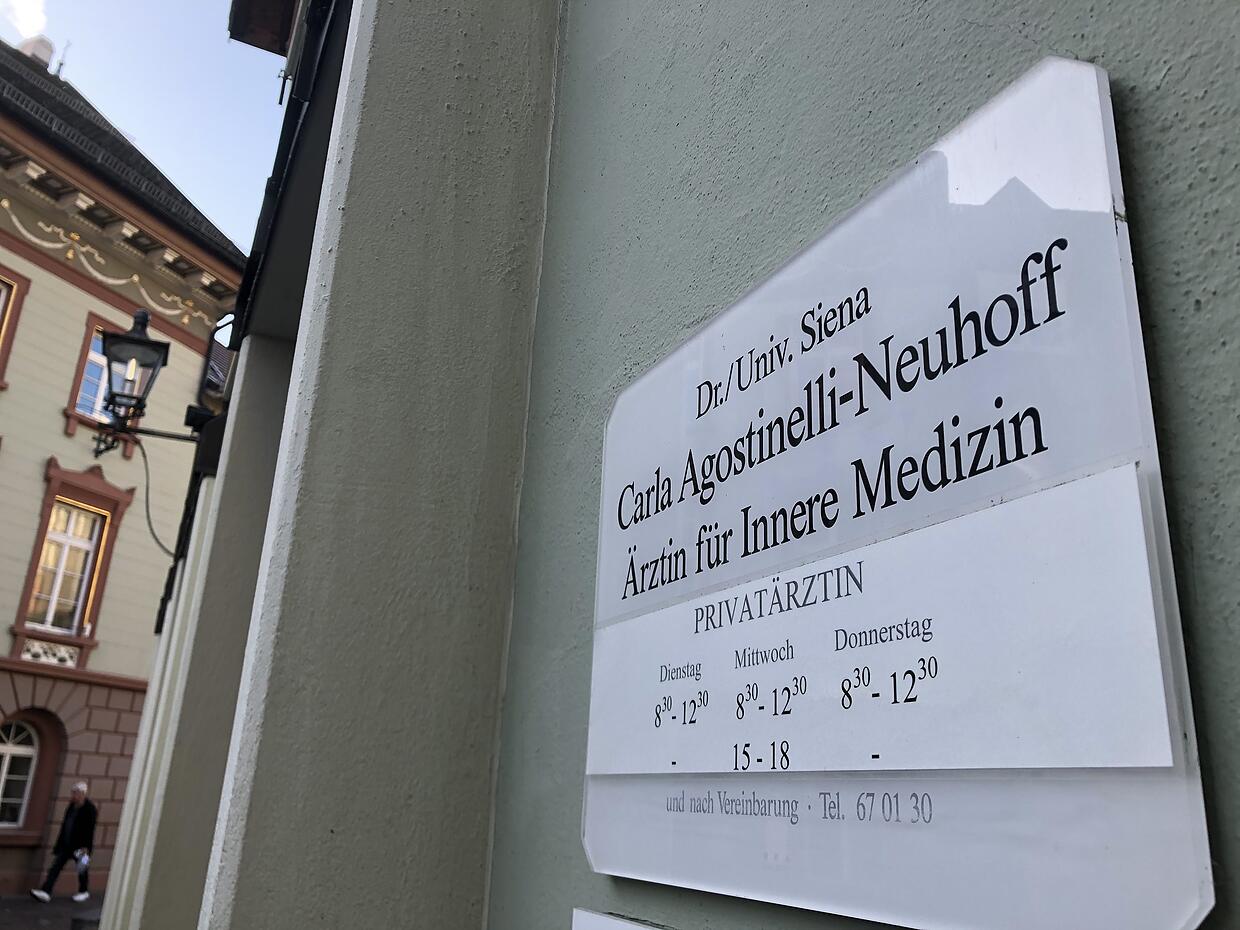 Dr./Univ. Siena
Carla Agostinelli-Neuhoff
Ärztin für Innere Medizin
PRIVATÄRZTIN
Dienstag Mittwoch Donnerstag
8³⁰- 12³⁰ 8³⁰- 12³⁰ 8³⁰- 12³⁰
- 15 - 18 -
und nach Vereinbarung · Tel. 67 01 30